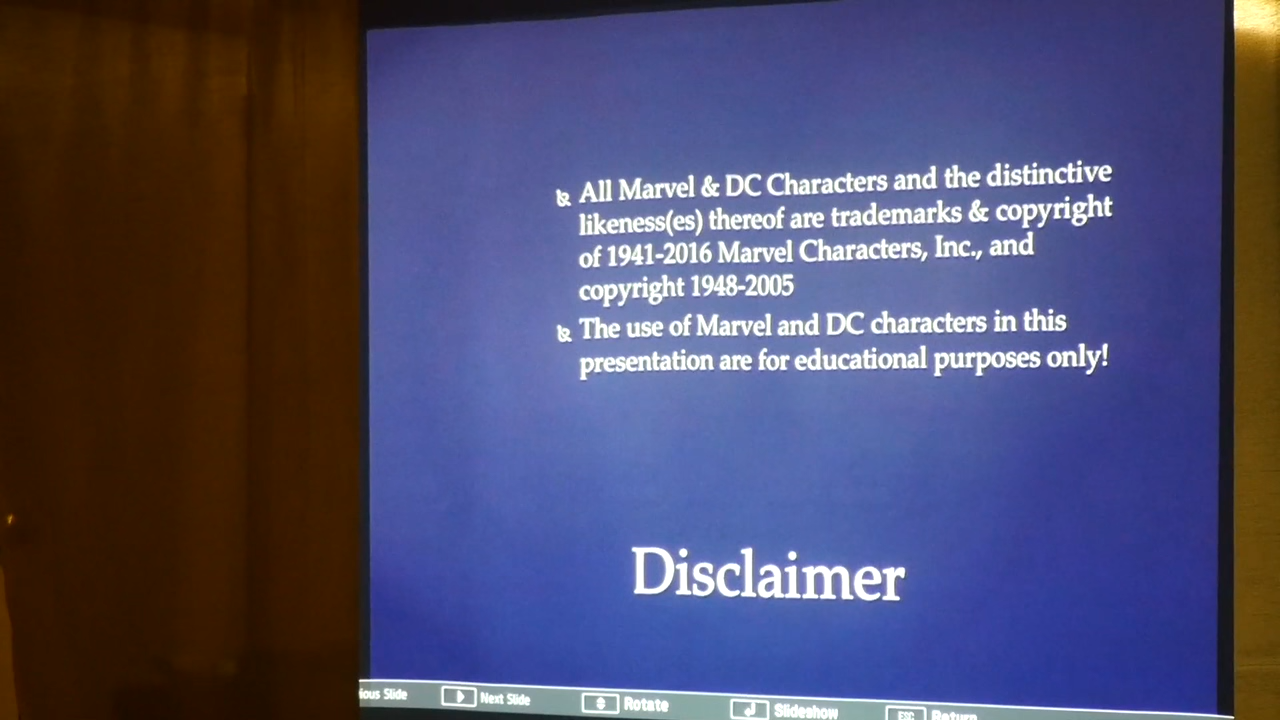 All Marvel & DC Characters and the distinctive
likeness(es) thereof are trademarks & copyright
of 1941-2016 Marvel Characters, Inc., and
copyright 1948-2005
The use of Marvel and DC characters in this
presentation are for educational purposes only!
Disclaimer
Slide Next Slide Rotate Slideshow ESC Return